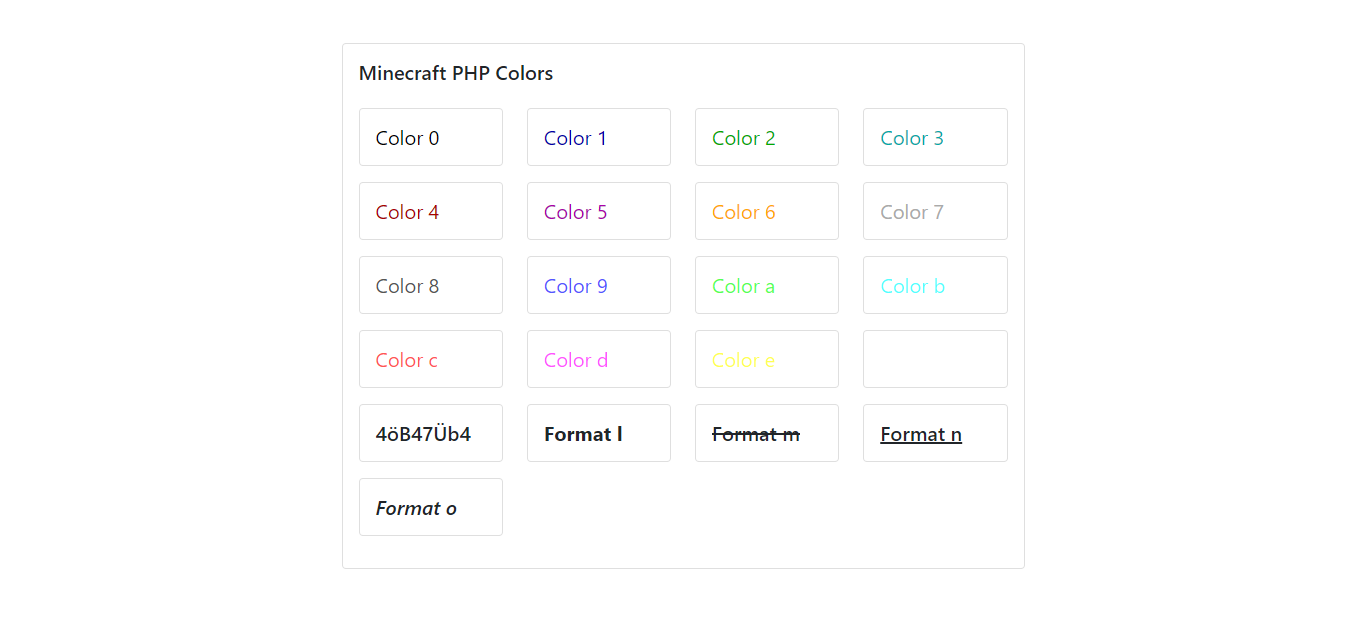 Minecraft PHP Colors
Color 0 Color 1 Color 2 Color 3
Color 4 Color 5 Color 6 Color 7
Color 8 Color 9 Color a Color b
Color c Color d Color e
4öB47Üb4 Format l Format m Format n
Format o